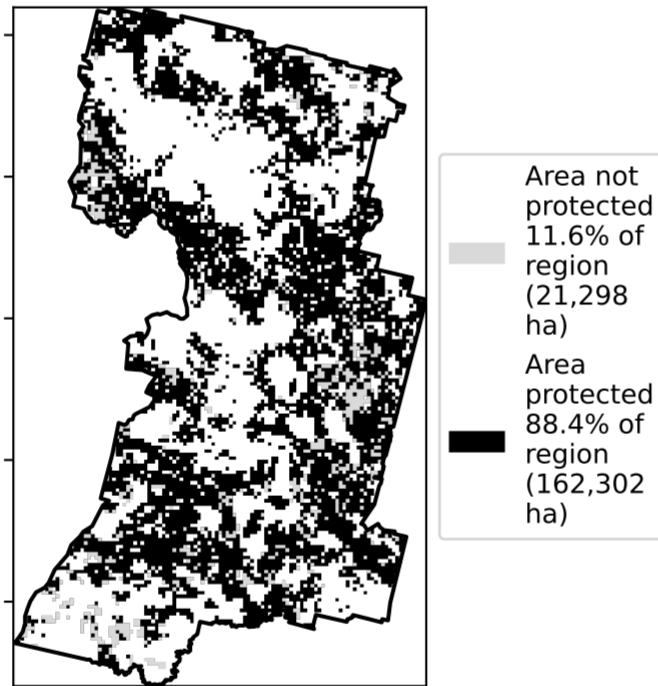 Area not
protected
11.6% of
region
(21,298
ha)
Area
protected
88.4% of
region
(162,302
ha)